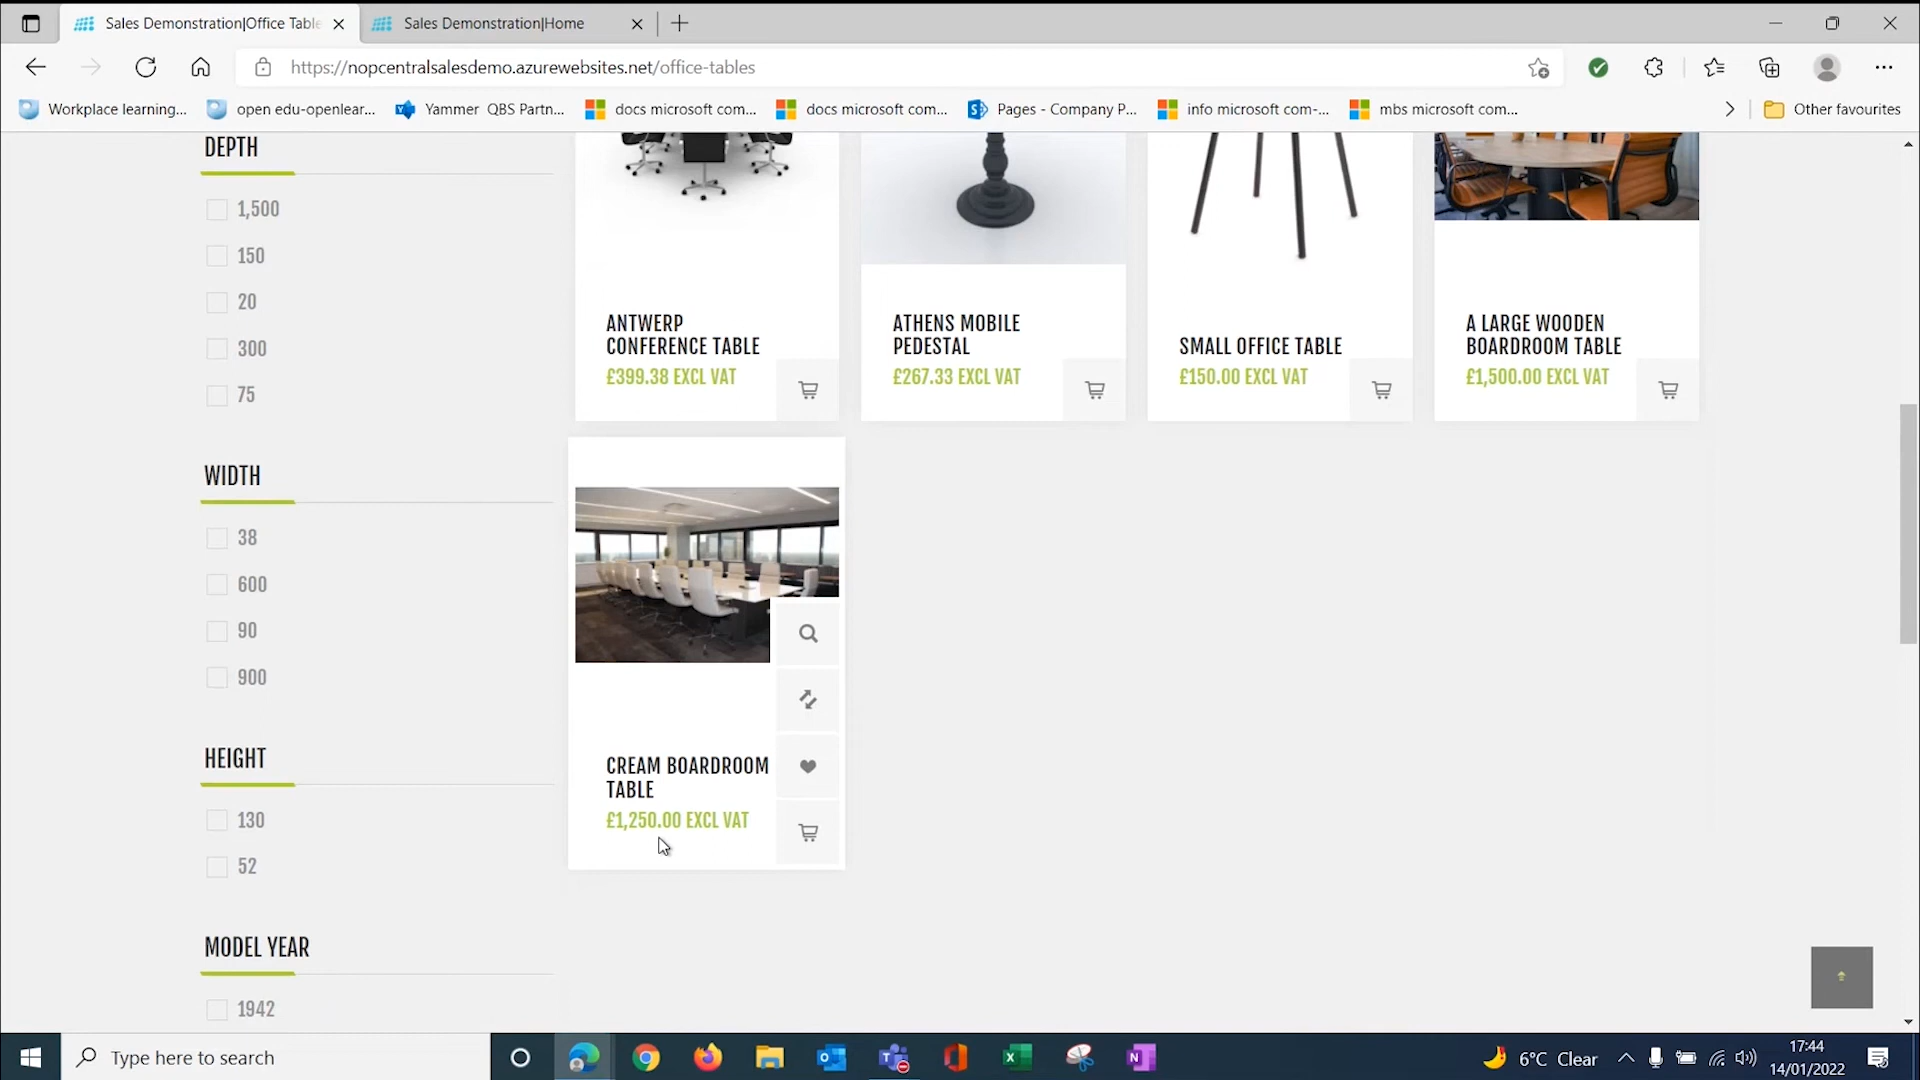 Sales Demonstration|Office Table
Sales Demonstration|Home
https://nopcentralsalesdemo.azurewebsites.net/office-tables
Workplace learning...
open edu-openlear...
Yammer QBS Partn...
docs microsoft com...
docs microsoft com...
Pages - Company P...
info microsoft com-...
mbs microsoft com...
Other favourites
DEPTH
1,500
150
20
300
75
WIDTH
38
600
90
900
HEIGHT
130
52
MODEL YEAR
1942
ANTWERP
CONFERENCE TABLE
£399.38 EXCL VAT
ATHENS MOBILE
PEDESTAL
£267.33 EXCL VAT
SMALL OFFICE TABLE
£150.00 EXCL VAT
A LARGE WOODEN
BOARDROOM TABLE
£1,500.00 EXCL VAT
CREAM BOARDROOM
TABLE
£1,250.00 EXCL VAT
Type here to search
6°C Clear
17:44
14/01/2022